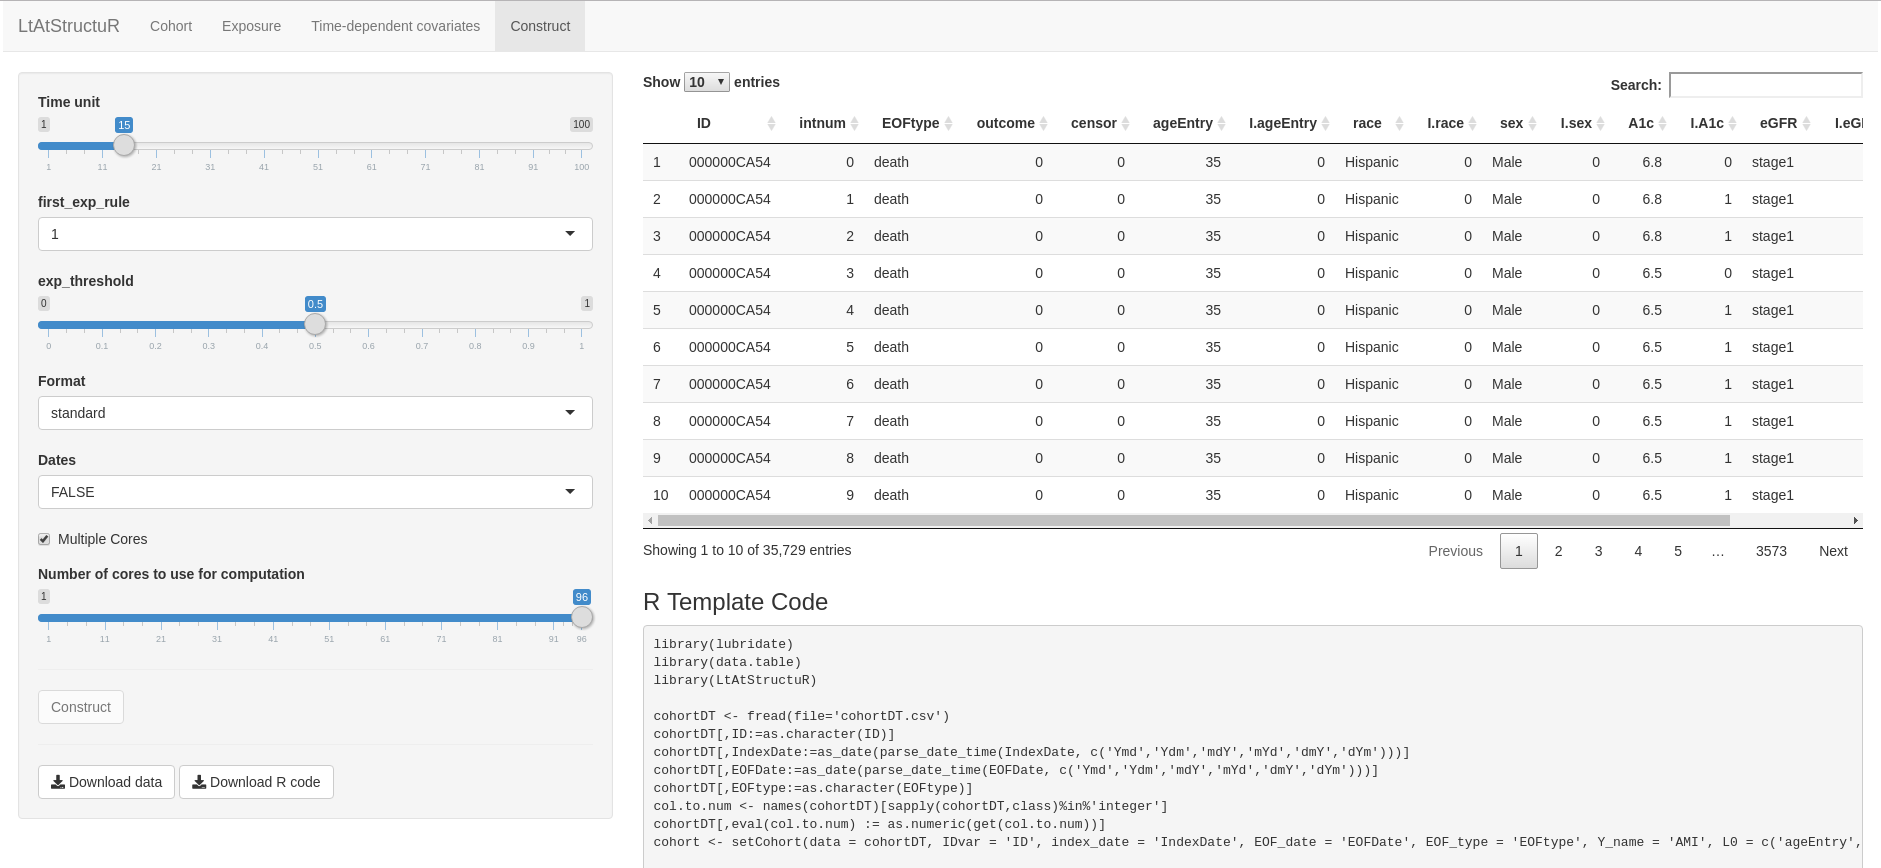 LtAtStructuR Cohort Exposure Time-dependent covariates Construct
Time unit
1 15 100
1 11 21 31 41 51 61 71 81 91 100
first_exp_rule
1
exp_threshold
0 0.5 1
0 0.1 0.2 0.3 0.4 0.5 0.6 0.7 0.8 0.9 1
Format
standard
Dates
FALSE
Multiple Cores
Number of cores to use for computation
1 96
1 11 21 31 41 51 61 71 81 91 96
Construct
Download data Download R code
Show 10 entries
Search:
ID intnum EOFtype outcome censor ageEntry I.ageEntry race I.race sex I.sex A1c I.A1c eGFR I.eGI
1 000000CA54 0 death 0 0 35 0 Hispanic 0 Male 0 6.8 0 stage1
2 000000CA54 1 death 0 0 35 0 Hispanic 0 Male 0 6.8 1 stage1
3 000000CA54 2 death 0 0 35 0 Hispanic 0 Male 0 6.8 1 stage1
4 000000CA54 3 death 0 0 35 0 Hispanic 0 Male 0 6.5 0 stage1
5 000000CA54 4 death 0 0 35 0 Hispanic 0 Male 0 6.5 1 stage1
6 000000CA54 5 death 0 0 35 0 Hispanic 0 Male 0 6.5 1 stage1
7 000000CA54 6 death 0 0 35 0 Hispanic 0 Male 0 6.5 1 stage1
8 000000CA54 7 death 0 0 35 0 Hispanic 0 Male 0 6.5 1 stage1
9 000000CA54 8 death 0 0 35 0 Hispanic 0 Male 0 6.5 1 stage1
10 000000CA54 9 death 0 0 35 0 Hispanic 0 Male 0 6.5 1 stage1
Showing 1 to 10 of 35,729 entries
Previous 1 2 3 4 5 … 3573 Next
R Template Code
library(lubridate)
library(data.table)
library(LtAtStructuR)
cohortDT <- fread(file='cohortDT.csv')
cohortDT[,ID:=as.character(ID)]
cohortDT[,IndexDate:=as_date(parse_date_time(IndexDate, c('Ymd','Ydm','mdY','mYd','dmY','dYm')))]
cohortDT[,EOFDate:=as_date(parse_date_time(EOFDate, c('Ymd','Ydm','mdY','mYd','dmY','dYm')))]
cohortDT[,EOFtype:=as.character(EOFtype)]
col.to.num <- names(cohortDT)[sapply(cohortDT,class)%in%'integer']
cohortDT[,eval(col.to.num) := as.numeric(get(col.to.num))]
cohort <- setCohort(data = cohortDT, IDvar = 'ID', index_date = 'IndexDate', EOF_date = 'EOFDate', EOF_type = 'EOFtype', Y_name = 'AMI', L0 = c('ageEntry',